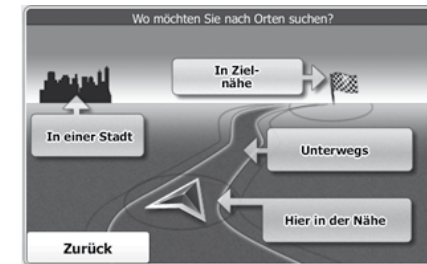 Wo möchten Sie nach Orten suchen?
In Ziel-
nähe
In einer Stadt
Unterwegs
Hier in der Nähe
Zurück